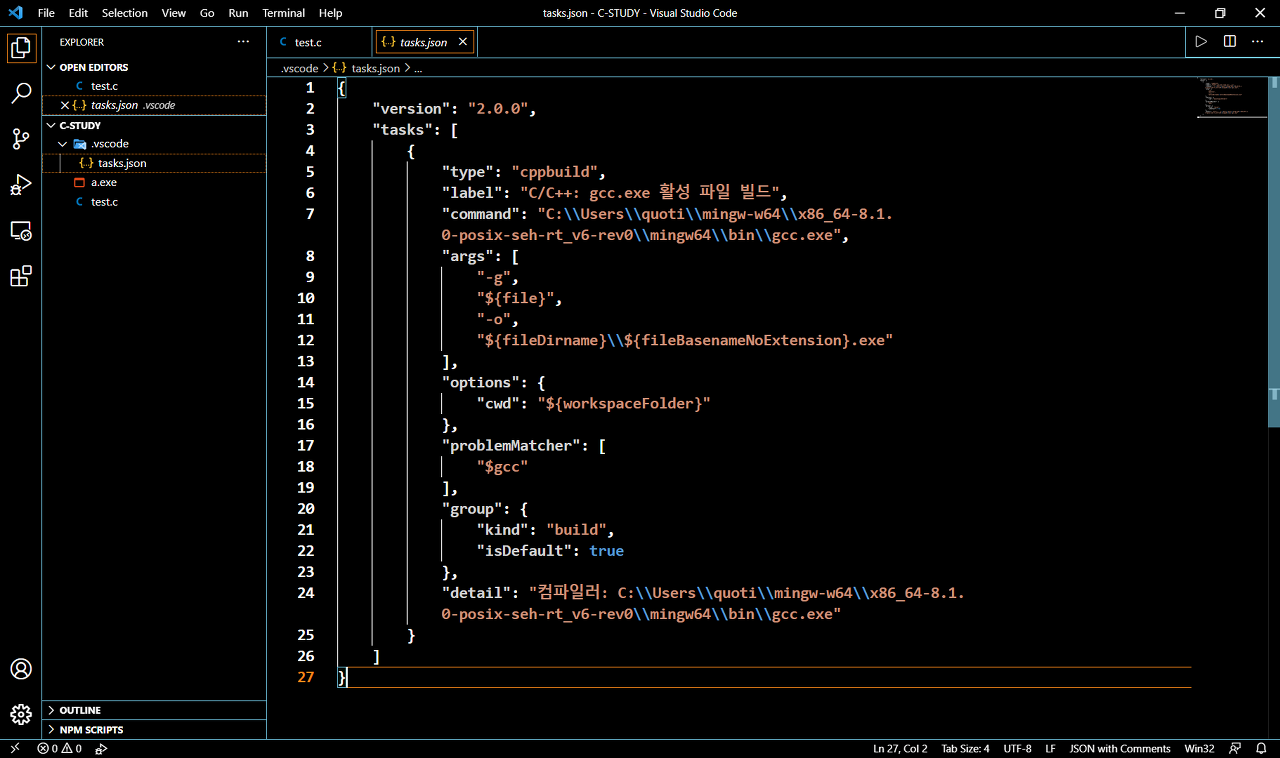 File Edit Selection View Go Run Terminal Help tasks.json - C-STUDY - Visual Studio Code
EXPLORER
OPEN EDITORS
test.c
tasks.json .vscode
C-STUDY
.vscode
{..} tasks.json
a.exe
test.c
OUTLINE
NPM SCRIPTS
test.c {..} tasks.json
.vscode > {..} tasks.json > ...
1 {
2 "version": "2.0.0",
3 "tasks": [
4 {
5 "type": "cppbuild",
6 "label": "C/C++: gcc.exe 활성 파일 빌드",
7 "command": "C:\\Users\\quoti\\mingw-w64\\x86_64-8.1.
0-posix-seh-rt_v6-rev0\\mingw64\\bin\\gcc.exe",
8 "args": [
9 "-g",
10 "${file}",
11 "-o",
12 "${fileDirname}\\${fileBasenameNoExtension}.exe"
13 ],
14 "options": {
15 "cwd": "${workspaceFolder}"
16 },
17 "problemMatcher": [
18 "$gcc"
19 ],
20 "group": {
21 "kind": "build",
22 "isDefault": true
23 },
24 "detail": "컴파일러: C:\\Users\\quoti\\mingw-w64\\x86_64-8.1.
0-posix-seh-rt_v6-rev0\\mingw64\\bin\\gcc.exe"
25 }
26 ]
27 }
0 0 Ln 27, Col 2 Tab Size: 4 UTF-8 LF JSON with Comments Win32